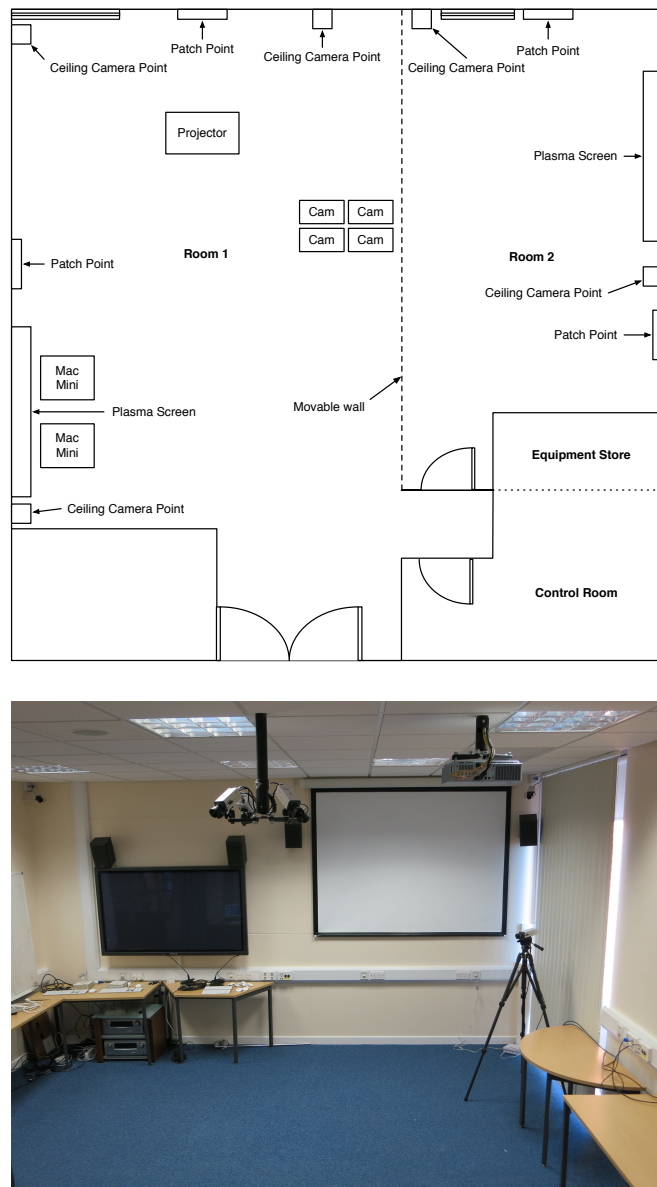 Patch Point
Ceiling Camera Point
Ceiling Camera Point
Ceiling Camera Point
Patch Point
Projector
Plasma Screen
Cam
Cam
Cam
Cam
Room 1
Room 2
Patch Point
Ceiling Camera Point
Patch Point
Mac
Mini
Plasma Screen
Movable wall
Mac
Mini
Equipment Store
Ceiling Camera Point
Control Room